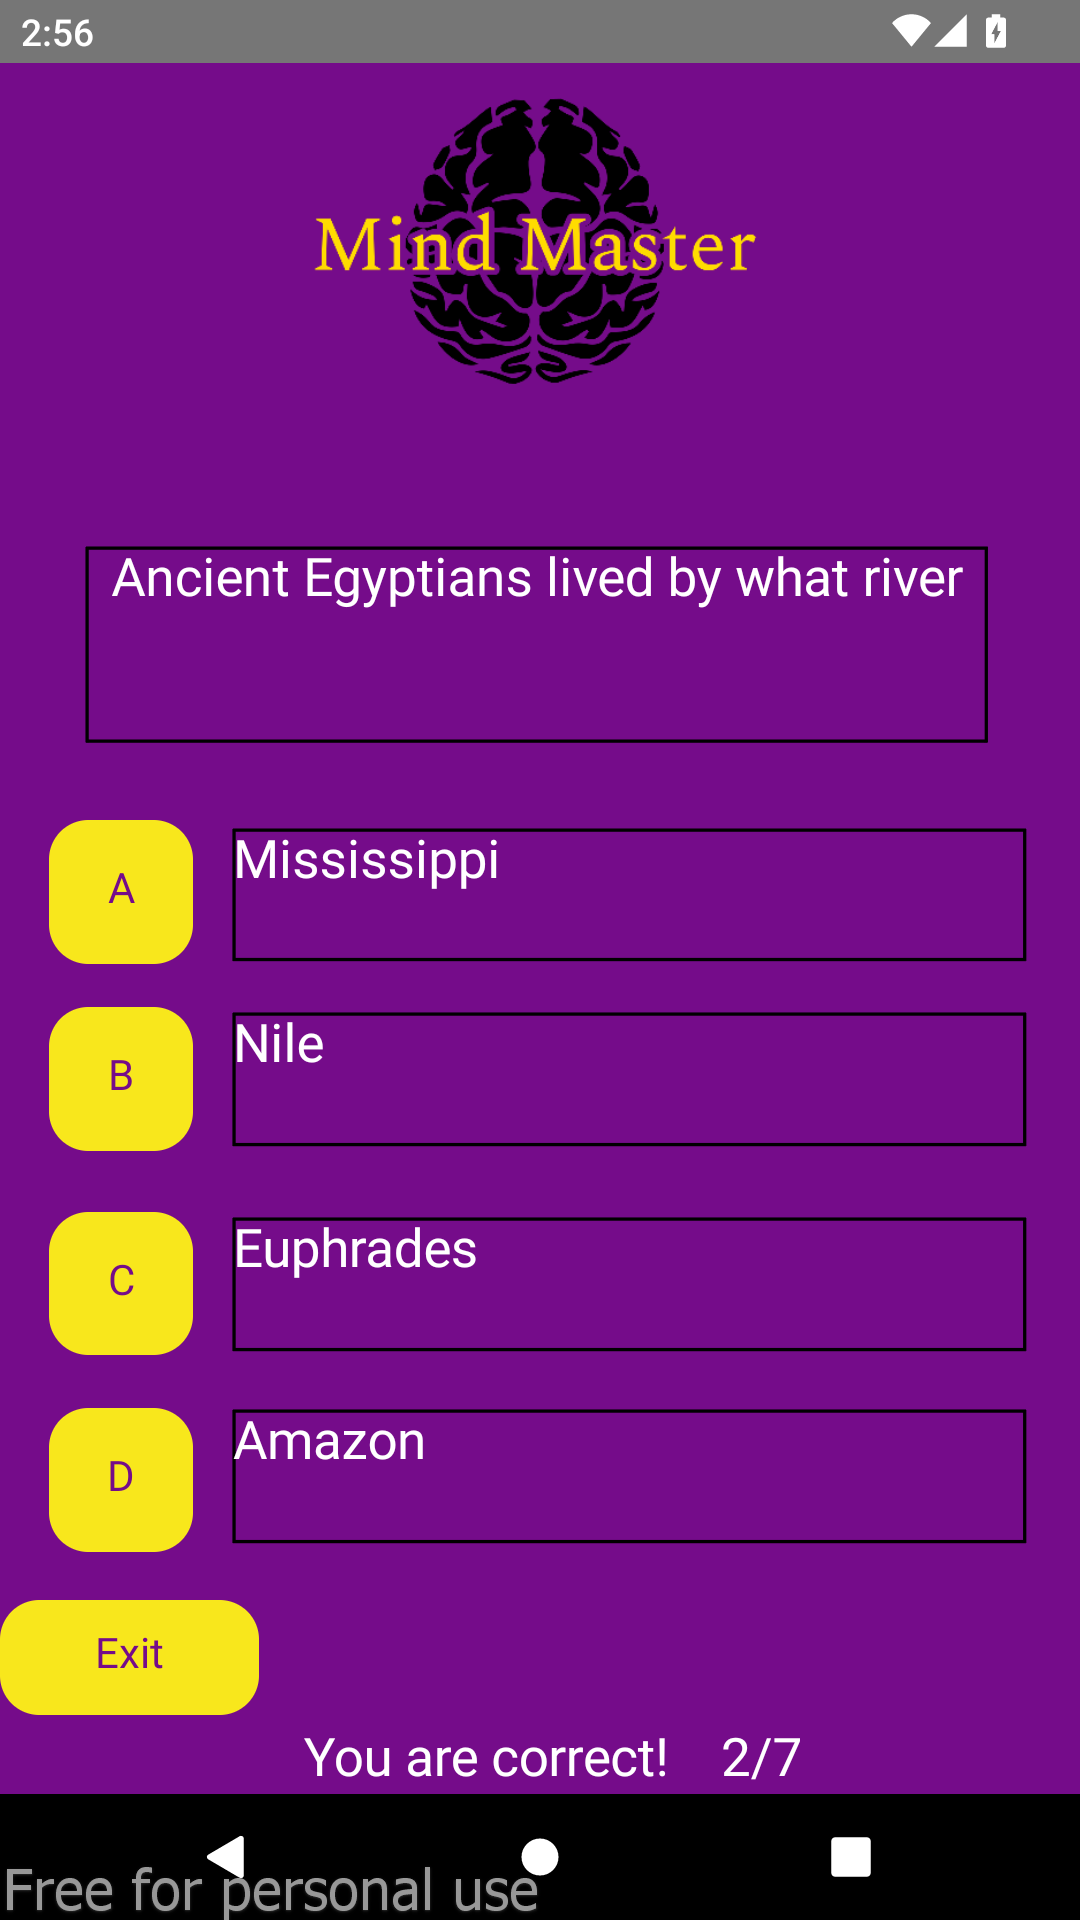 2:56
Mind Master
Ancient Egyptians lived by what river
A
Mississippi
B
Nile
C
Euphrades
D
Amazon
Exit
You are correct! 2/7
Free for personal use